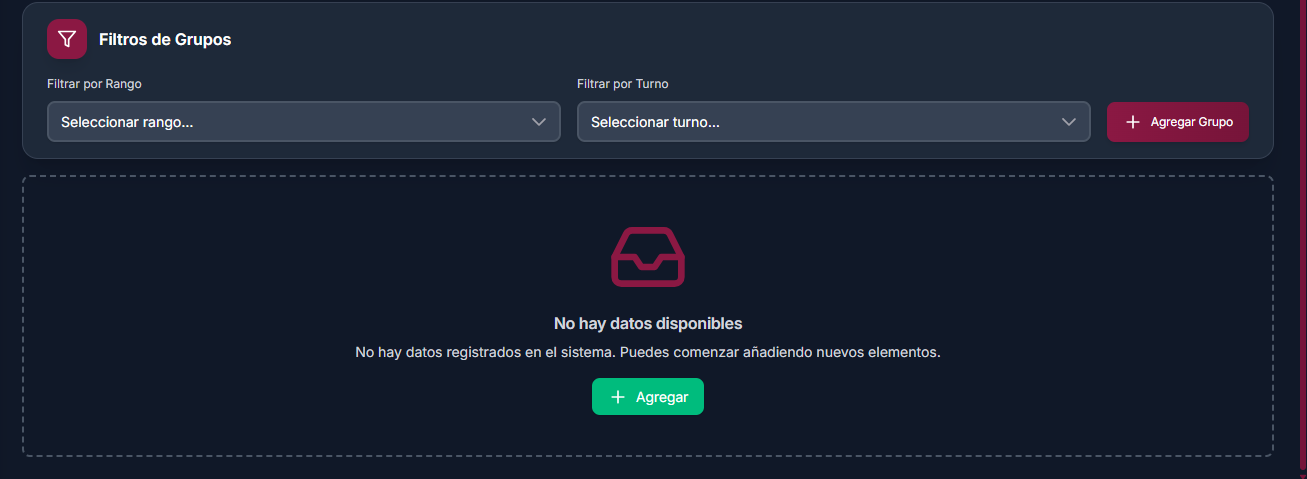 Filtros de Grupos
Filtrar por Rango
Filtrar por Turno
Seleccionar rango...
Seleccionar turno...
Agregar Grupo
No hay datos disponibles
No hay datos registrados en el sistema. Puedes comenzar añadiendo nuevos elementos.
Agregar